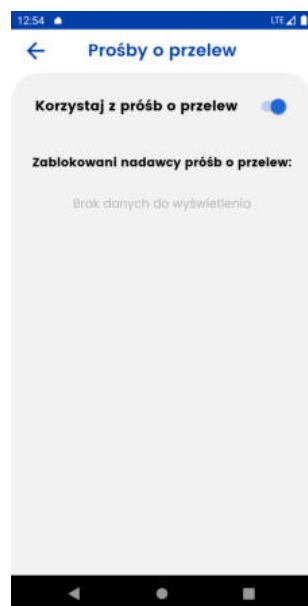 12:54 LTE
Prośby o przelew
Korzystaj z próśb o przelew
Zablokowani nadawcy próśb o przelew:
Brak danych do wyświetlenia